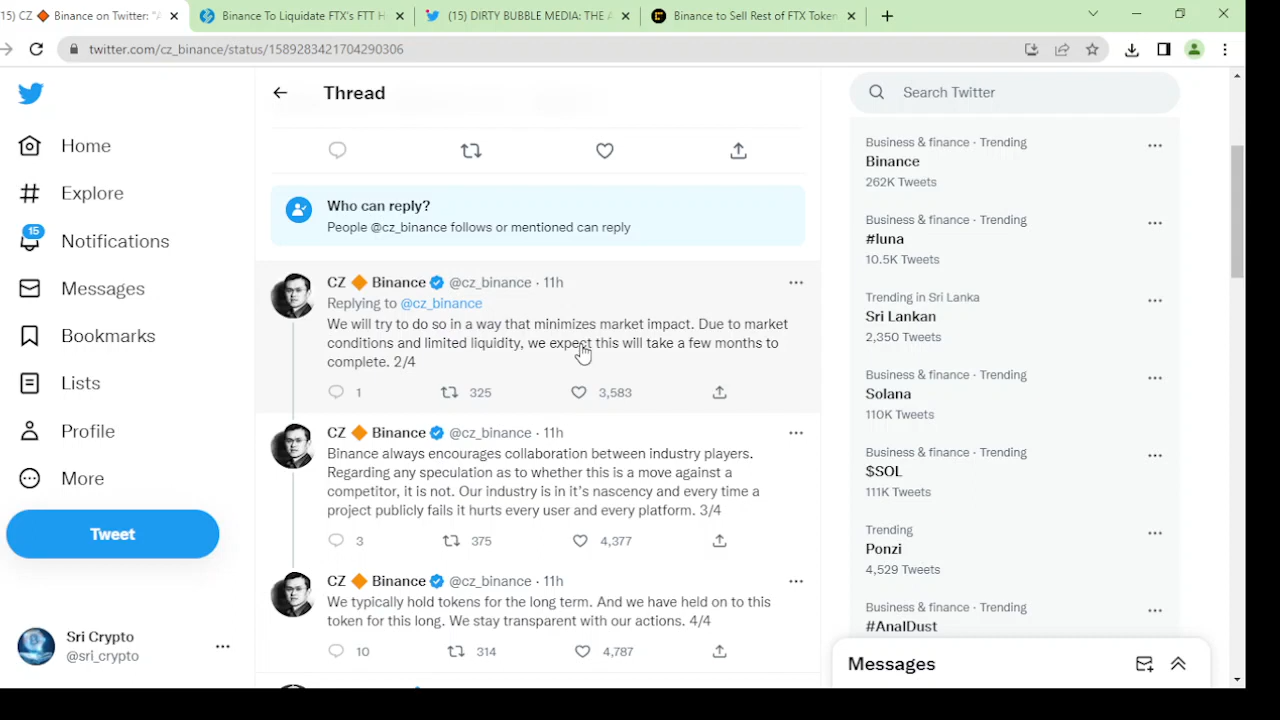 15) CZ 🔶 Binance on Twitter: "A
Binance To Liquidate FTX's FTT "H
(15) DIRTY BUBBLE MEDIA: THE A
Binance to Sell Rest of FTX Token
twitter.com/cz_binance/status/1589283421704290306
Thread
Search Twitter
Home
Explore
15
Notifications
Messages
Bookmarks
Lists
Profile
More
Tweet
Sri Crypto
@sri_crypto
Who can reply?
People @cz_binance follows or mentioned can reply
CZ 🔶 Binance @cz_binance · 11h
Replying to @cz_binance
We will try to do so in a way that minimizes market impact. Due to market
conditions and limited liquidity, we expect this will take a few months to
complete. 2/4
1 325 3,583
CZ 🔶 Binance @cz_binance · 11h
Binance always encourages collaboration between industry players.
Regarding any speculation as to whether this is a move against a
competitor, it is not. Our industry is in it's nascency and every time a
project publicly fails it hurts every user and every platform. 3/4
3 375 4,377
CZ 🔶 Binance @cz_binance · 11h
We typically hold tokens for the long term. And we have held on to this
token for this long. We stay transparent with our actions. 4/4
10 314 4,787
Business & finance · Trending
Binance
262K Tweets
Business & finance · Trending
#luna
10.5K Tweets
Trending in Sri Lanka
Sri Lankan
2,350 Tweets
Business & finance · Trending
Solana
110K Tweets
Business & finance · Trending
$SOL
111K Tweets
Trending
Ponzi
4,529 Tweets
Business & finance · Trending
#AnalDust
Messages